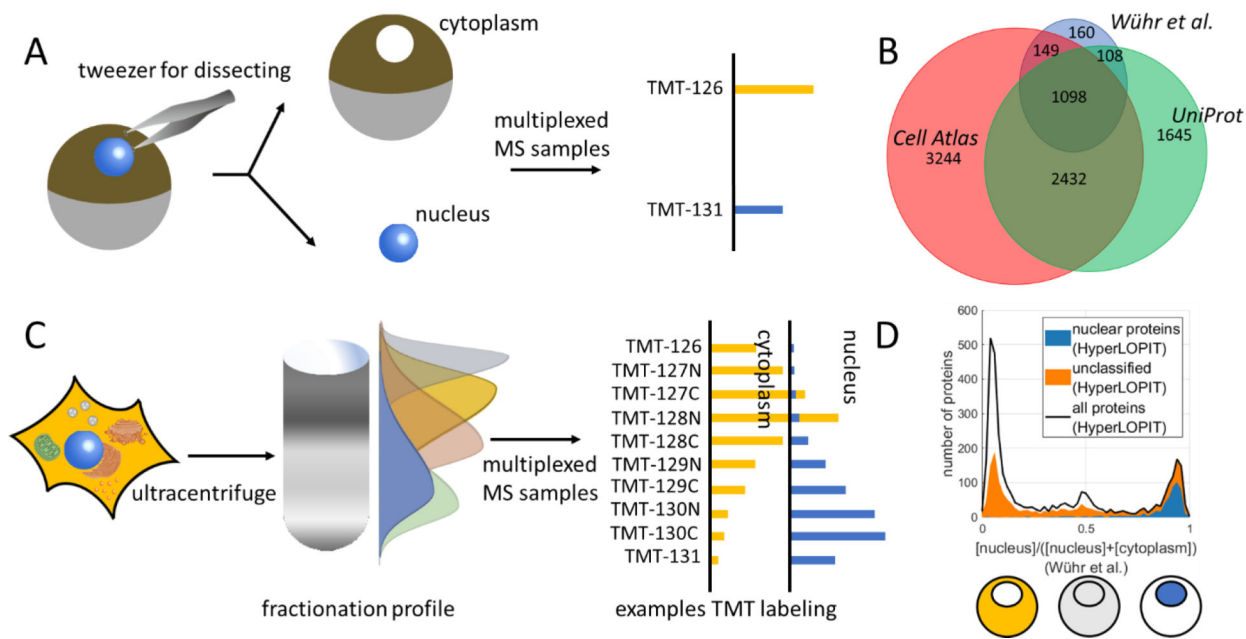 A
tweezer for dissecting
cytoplasm
nucleus
multiplexed
MS samples
TMT-126
TMT-131
B
Wühr et al.
160
149
108
1098
Cell Atlas
3244
UniProt
1645
2432
C
ultracentrifuge
fractionation profile
multiplexed
MS samples
TMT-126
TMT-127N
TMT-127C
TMT-128N
TMT-128C
TMT-129N
TMT-129C
TMT-130N
TMT-130C
TMT-131
cytoplasm
nucleus
examples TMT labeling
D
number of proteins
600
500
400
300
200
100
0
nuclear proteins
(HyperLOPIT)
unclassified
(HyperLOPIT)
all proteins
(HyperLOPIT)
0
0.5
1
[nucleus]/([nucleus]+[cytoplasm])
(Wühr et al.)